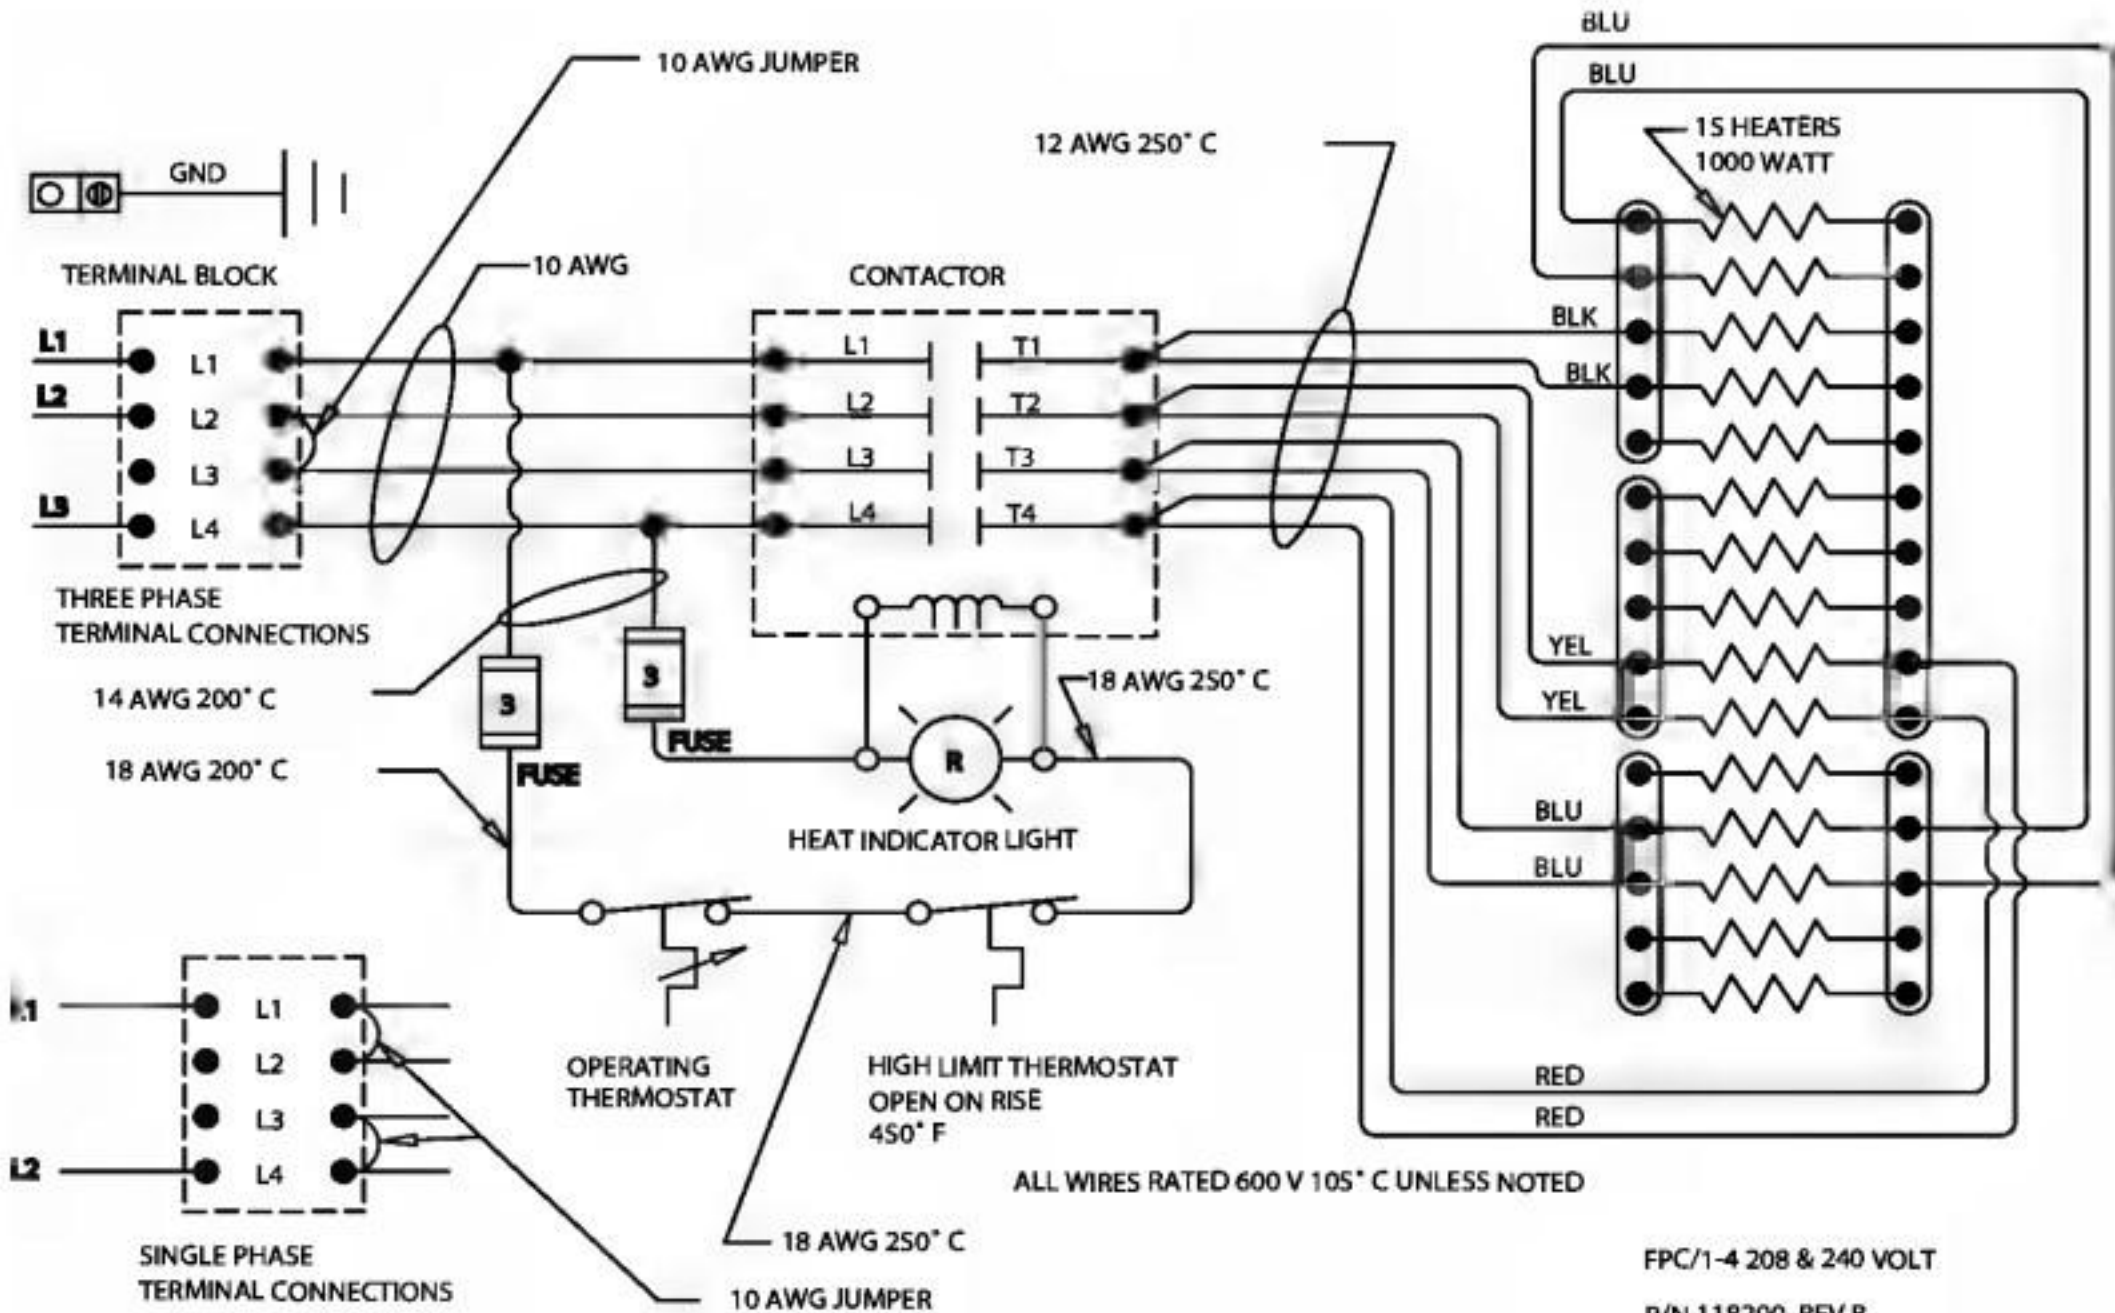 BLU
BLU
10 AWG JUMPER
15 HEATERS
1000 WATT
12 AWG 250° C
GND
TERMINAL BLOCK
10 AWG
CONTACTOR
BLK
L1
L1
L1
T1
BLK
L2
L2
L2
T2
L3
L3
T3
L3
L4
L4
T4
THREE PHASE
TERMINAL CONNECTIONS
YEL
14 AWG 200° C
3
3
18 AWG 250° C
YEL
FUSE
R
18 AWG 200° C
FUSE
BLU
HEAT INDICATOR LIGHT
BLU
L1
L2
L3
L4
L2
OPERATING
THERMOSTAT
HIGH LIMIT THERMOSTAT
OPEN ON RISE
450° F
RED
RED
ALL WIRES RATED 600 V 105° C UNLESS NOTED
SINGLE PHASE
TERMINAL CONNECTIONS
18 AWG 250° C
10 AWG JUMPER
FPC/1-4 208 & 240 VOLT
P/N 118200 REV B